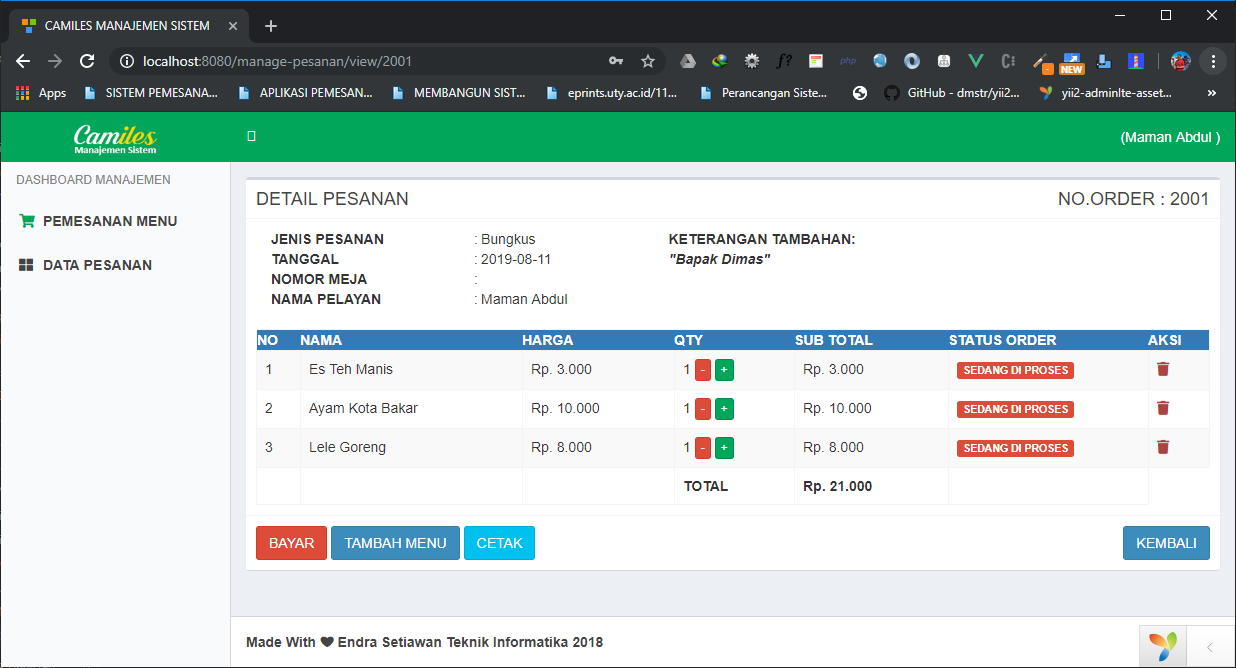 CAMILES MANAJEMEN SISTEM
localhost:8080/manage-pesanan/view/2001
f?
php
C
NEW
Apps
SISTEM PEMESANA...
APLIKASI PEMESAN...
MEMBANGUN SIST...
eprints.uty.ac.id/11...
Perancangan Siste...
GitHub - dmstr/yii2...
yii2-adminlte-asset...
»
Camiles
Manajemen Sistem
(Maman Abdul )
DASHBOARD MANAJEMEN
PEMESANAN MENU
DATA PESANAN
DETAIL PESANAN NO.ORDER : 2001
JENIS PESANAN : Bungkus KETERANGAN TAMBAHAN:
TANGGAL : 2019-08-11 "Bapak Dimas"
NOMOR MEJA :
NAMA PELAYAN : Maman Abdul
NO NAMA HARGA QTY SUB TOTAL STATUS ORDER AKSI
1 Es Teh Manis Rp. 3.000 1 - + Rp. 3.000 SEDANG DI PROSES
2 Ayam Kota Bakar Rp. 10.000 1 - + Rp. 10.000 SEDANG DI PROSES
3 Lele Goreng Rp. 8.000 1 - + Rp. 8.000 SEDANG DI PROSES
TOTAL Rp. 21.000
BAYAR TAMBAH MENU CETAK KEMBALI
Made With ❤ Endra Setiawan Teknik Informatika 2018